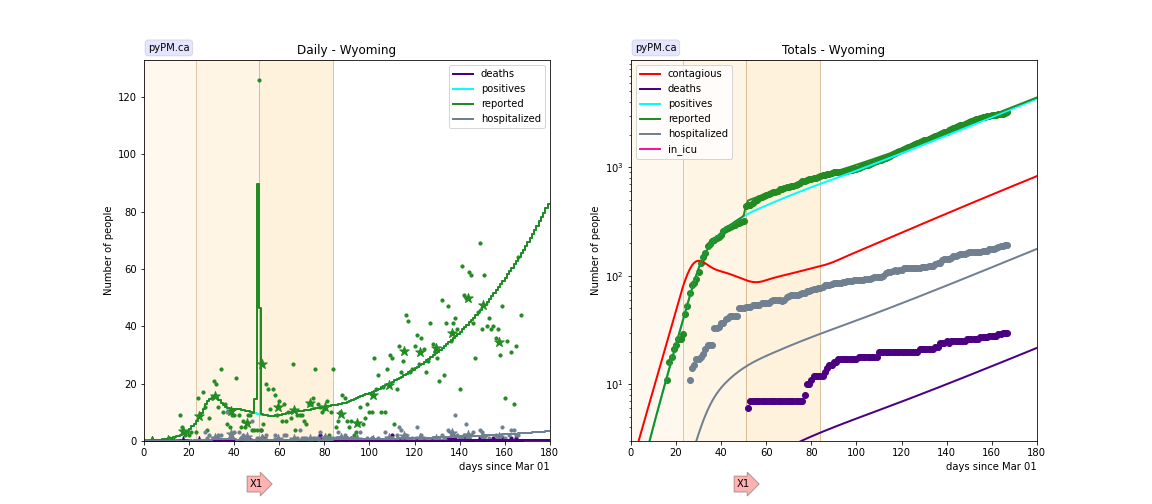 pyPM.ca
Daily - Wyoming
Number of people
120
100
80
60
40
20
0
0 20 40 60 80 100 120 140 160 180
days since Mar 01
deaths
positives
reported
hospitalized
X1
pyPM.ca
Totals - Wyoming
Number of people
10³
10²
10¹
0 20 40 60 80 100 120 140 160 180
days since Mar 01
contagious
deaths
positives
reported
hospitalized
in_icu
X1